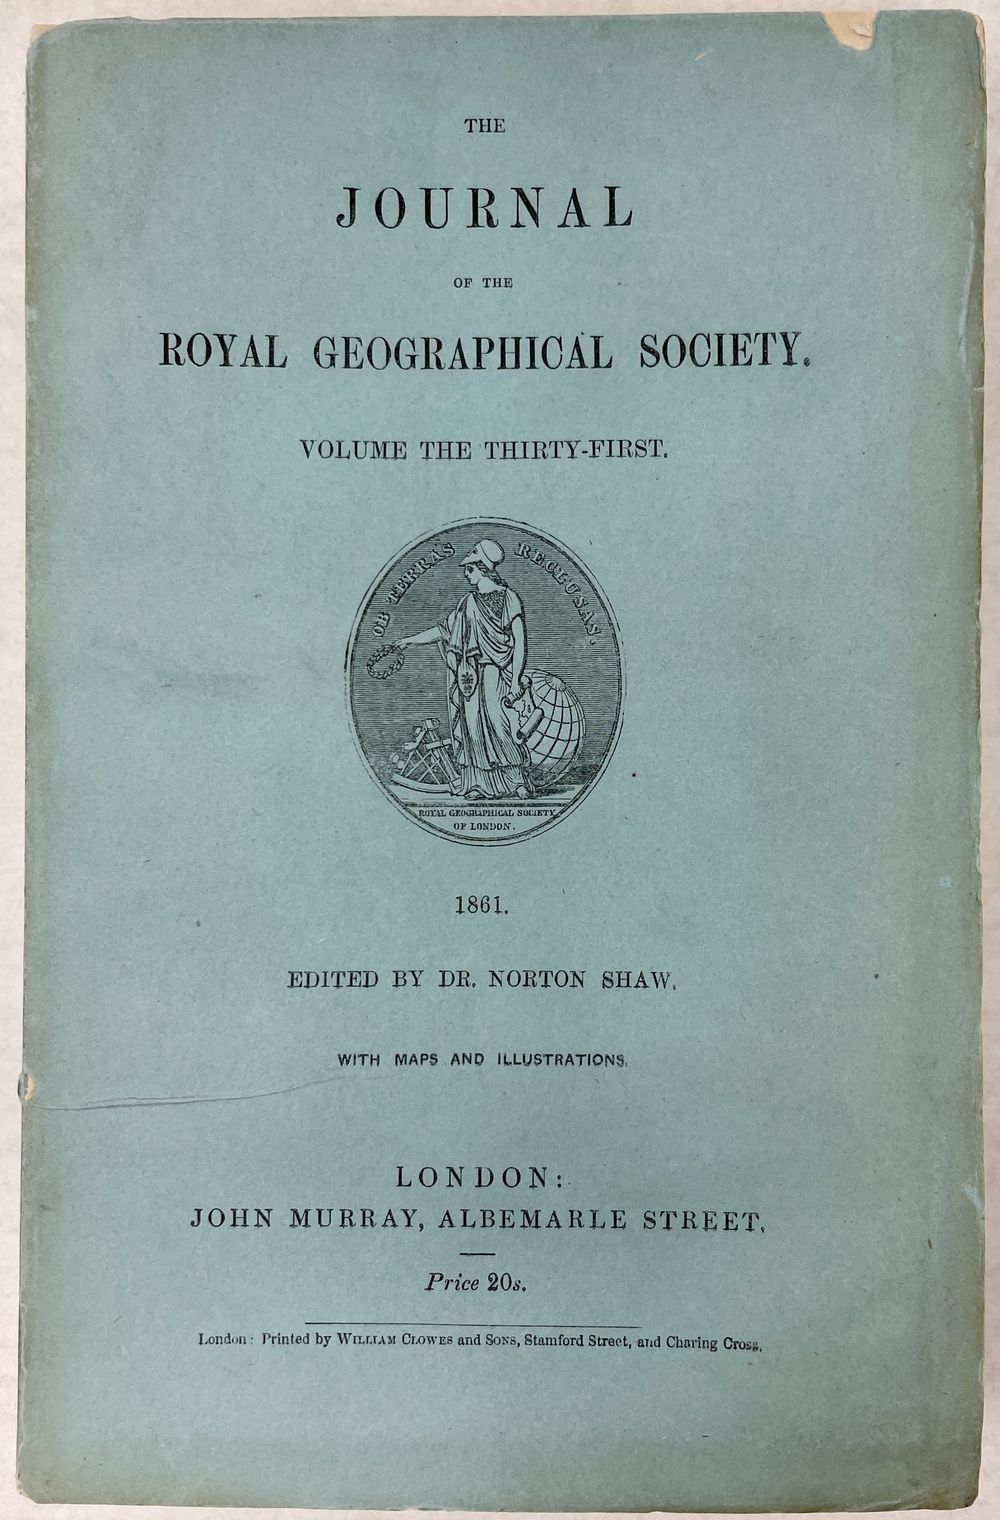 THE
JOURNAL
OF THE
ROYAL GEOGRAPHICAL SOCIETY.
VOLUME THE THIRTY-FIRST.
OB TERRAS RECLUSAS.
ROYAL GEOGRAPHICAL SOCIETY
OF LONDON.
1861.
EDITED BY DR. NORTON SHAW.
WITH MAPS AND ILLUSTRATIONS.
LONDON:
JOHN MURRAY, ALBEMARLE STREET.
Price 20s.
London: Printed by WILLIAM CLOWES and SONS, Stamford Street, and Charing Cross.